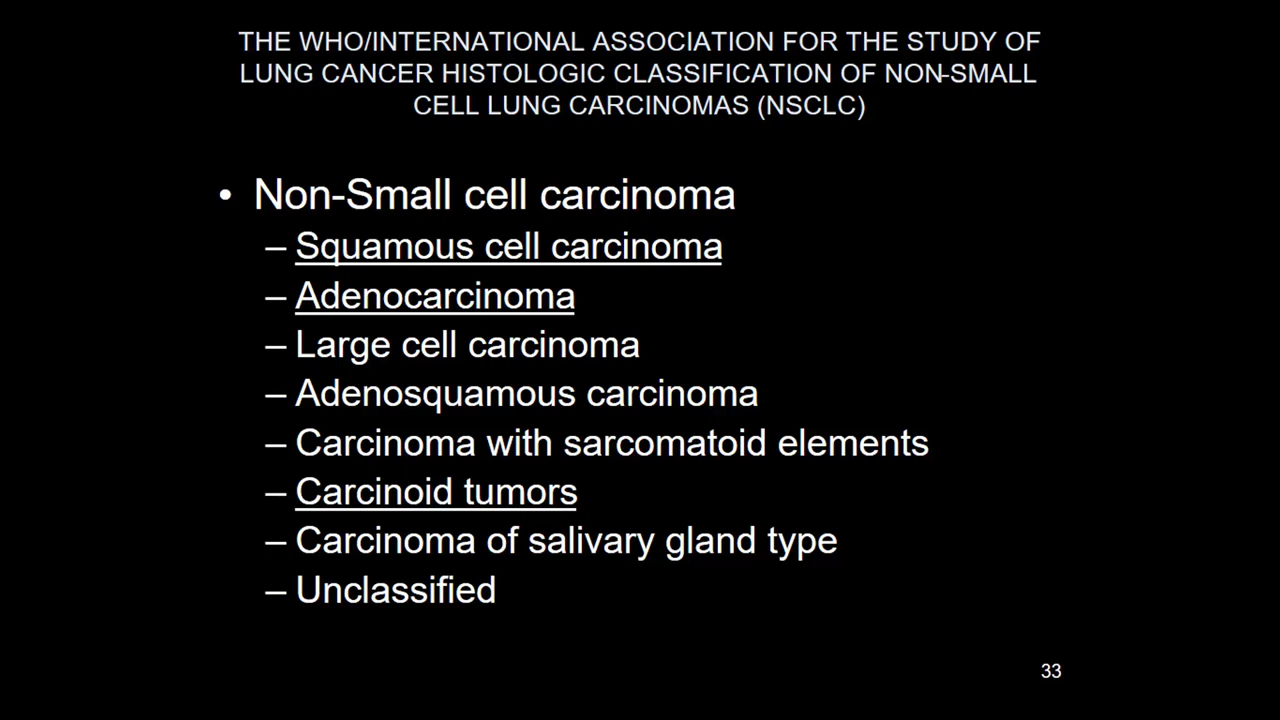 THE WHO/INTERNATIONAL ASSOCIATION FOR THE STUDY OF
LUNG CANCER HISTOLOGIC CLASSIFICATION OF NON-SMALL
CELL LUNG CARCINOMAS (NSCLC)
• Non-Small cell carcinoma
– Squamous cell carcinoma
– Adenocarcinoma
– Large cell carcinoma
– Adenosquamous carcinoma
– Carcinoma with sarcomatoid elements
– Carcinoid tumors
– Carcinoma of salivary gland type
– Unclassified
33